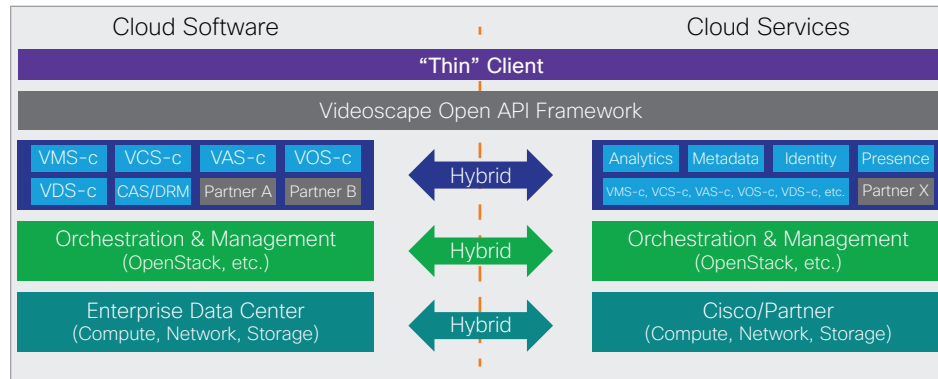 Cloud Software
Cloud Services
“Thin” Client
Videoscape Open API Framework
VMS-c
VCS-c
VAS-c
VOS-c
VDS-c
CAS/DRM
Partner A
Partner B
Hybrid
Analytics
Metadata
Identity
Presence
VMS-c, VCS-c, VAS-c, VOS-c, VDS-c, etc.
Partner X
Orchestration & Management
(OpenStack, etc.)
Hybrid
Orchestration & Management
(OpenStack, etc.)
Enterprise Data Center
(Compute, Network, Storage)
Hybrid
Cisco/Partner
(Compute, Network, Storage)